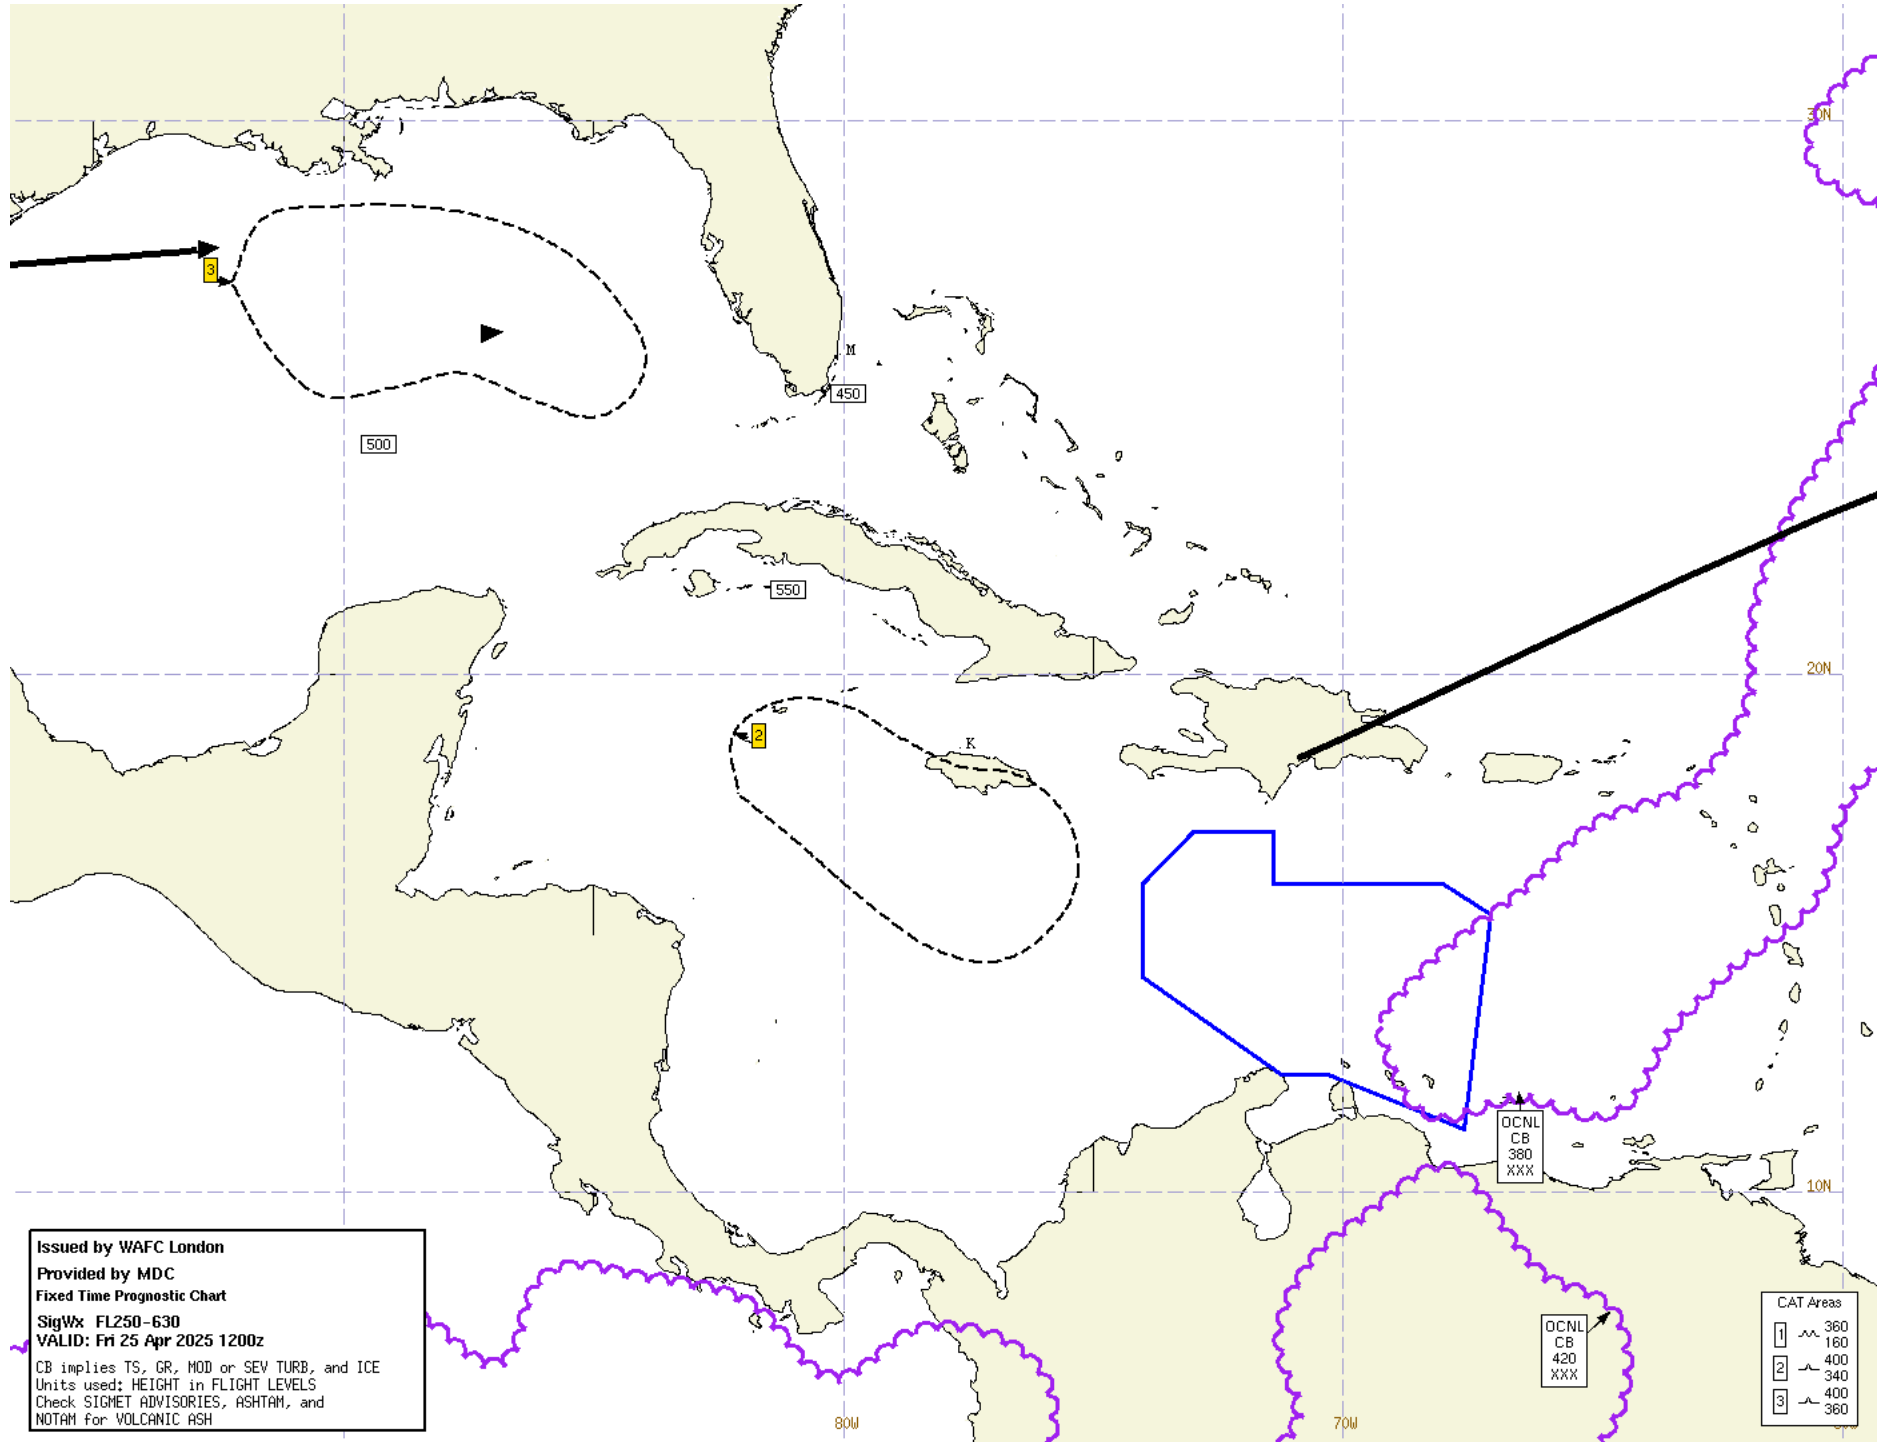 30N
3
M
450
500
550
20N
2
K
OCNL
CB
380
XXX
10N
Issued by WAFC London
Provided by MDC
Fixed Time Prognostic Chart
SigWx FL250-630
VALID: Fri 25 Apr 2025 1200z
CB implies TS, GR, MOD or SEV TURB, and ICE
Units used: HEIGHT in FLIGHT LEVELS
Check SIGMET ADVISORIES, ASHTAM, and
NOTAM for VOLCANIC ASH
OCNL
CB
420
XXX
CAT Areas
1 360
160
2 400
340
3 400
360
80W
70W